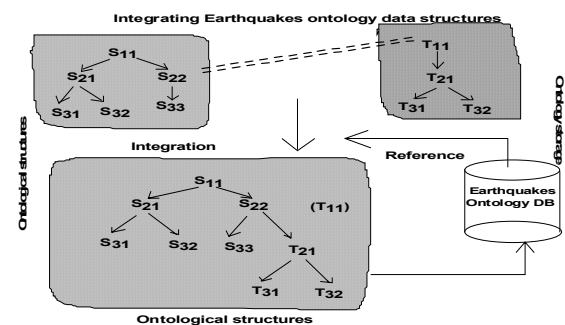 Integrating Earthquakes ontology data structures
S11
S21 S22
S31 S32 S33
T11
T21
T31 T32
Ontological structures
Ontology storage
Integration
Reference
S11
S21 S22 (T11)
S31 S32 S33 T21
T31 T32
Earthquakes
Ontology DB
Ontological structures